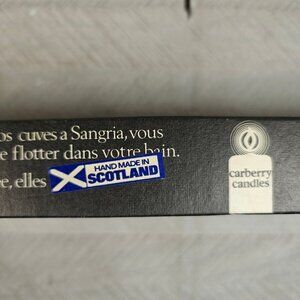 os cuves a Sangria, vous
e flotter dans votre bain.
e, elles
HAND MADE IN
SCOTLAND
carberry
candles